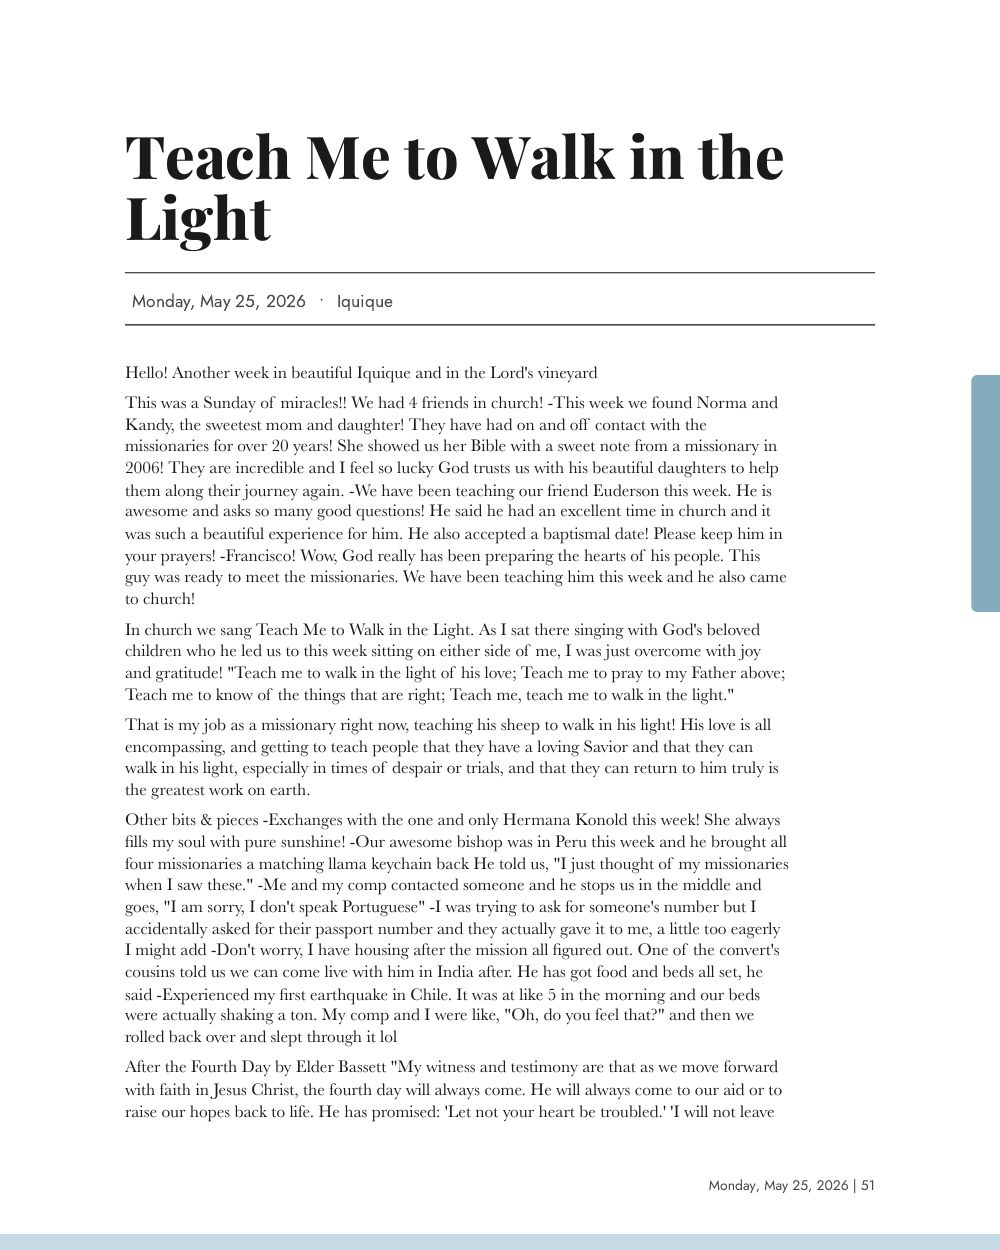 Teach Me to Walk in the
Light
Monday, May 25, 2026 · Iquique
Hello! Another week in beautiful Iquique and in the Lord's vineyard
This was a Sunday of miracles!! We had 4 friends in church! -This week we found Norma and
Kandy, the sweetest mom and daughter! They have had on and off contact with the
missionaries for over 20 years! She showed us her Bible with a sweet note from a missionary in
2006! They are incredible and I feel so lucky God trusts us with his beautiful daughters to help
them along their journey again. -We have been teaching our friend Euderson this week. He is
awesome and asks so many good questions! He said he had an excellent time in church and it
was such a beautiful experience for him. He also accepted a baptismal date! Please keep him in
your prayers! -Francisco! Wow, God really has been preparing the hearts of his people. This
guy was ready to meet the missionaries. We have been teaching him this week and he also came
to church!
In church we sang Teach Me to Walk in the Light. As I sat there singing with God's beloved
children who he led us to this week sitting on either side of me, I was just overcome with joy
and gratitude! "Teach me to walk in the light of his love; Teach me to pray to my Father above;
Teach me to know of the things that are right; Teach me, teach me to walk in the light."
That is my job as a missionary right now, teaching his sheep to walk in his light! His love is all
encompassing, and getting to teach people that they have a loving Savior and that they can
walk in his light, especially in times of despair or trials, and that they can return to him truly is
the greatest work on earth.
Other bits & pieces -Exchanges with the one and only Hermana Konold this week! She always
fills my soul with pure sunshine! -Our awesome bishop was in Peru this week and he brought all
four missionaries a matching llama keychain back He told us, "I just thought of my missionaries
when I saw these." -Me and my comp contacted someone and he stops us in the middle and
goes, "I am sorry, I don't speak Portuguese" -I was trying to ask for someone's number but I
accidentally asked for their passport number and they actually gave it to me, a little too eagerly
I might add -Don't worry, I have housing after the mission all figured out. One of the convert's
cousins told us we can come live with him in India after. He has got food and beds all set, he
said -Experienced my first earthquake in Chile. It was at like 5 in the morning and our beds
were actually shaking a ton. My comp and I were like, "Oh, do you feel that?" and then we
rolled back over and slept through it lol
After the Fourth Day by Elder Bassett "My witness and testimony are that as we move forward
with faith in Jesus Christ, the fourth day will always come. He will always come to our aid or to
raise our hopes back to life. He has promised: 'Let not your heart be troubled.' 'I will not leave
Monday, May 25, 2026 | 51